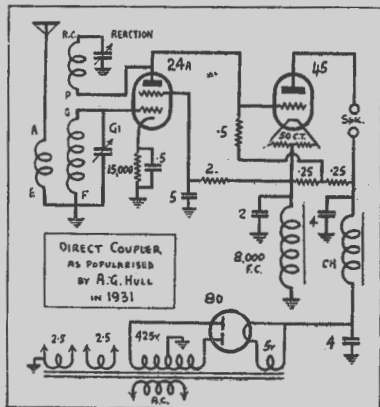 R.C.
REACTION
24A
45
P
G
G1
A
.5
50 C.T.
SPK.
15,000
.5
2.
.25
.25
E
F
5
2
4
8,000
F.C.
CH
DIRECT COUPLER
AS POPULARISED
BY A.G. HULL
IN 1931
80
2.5
2.5
425v
5v
4
A.C.